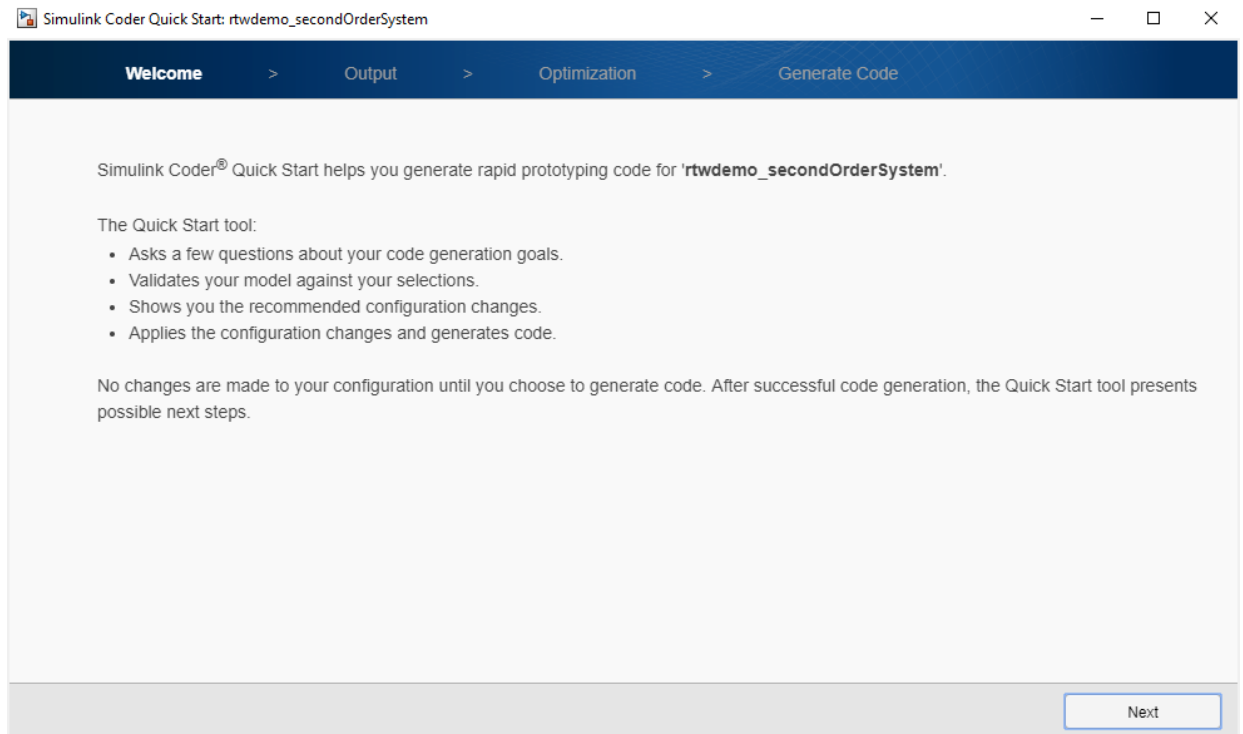 Simulink Coder Quick Start: rtwdemo_secondOrderSystem
Welcome > Output > Optimization > Generate Code
Simulink Coder® Quick Start helps you generate rapid prototyping code for 'rtwdemo_secondOrderSystem'.
The Quick Start tool:
• Asks a few questions about your code generation goals.
• Validates your model against your selections.
• Shows you the recommended configuration changes.
• Applies the configuration changes and generates code.
No changes are made to your configuration until you choose to generate code. After successful code generation, the Quick Start tool presents
possible next steps.
Next